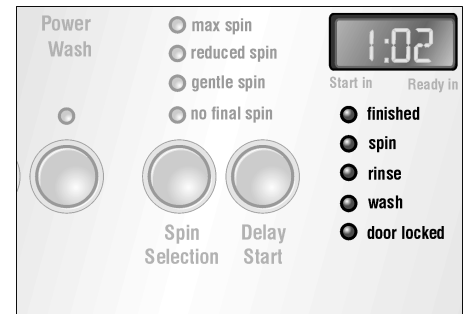 Power
Wash
max spin
reduced spin
gentle spin
no final spin
Spin
Selection
Delay
Start
1:02
Start in
Ready in
finished
spin
rinse
wash
door locked